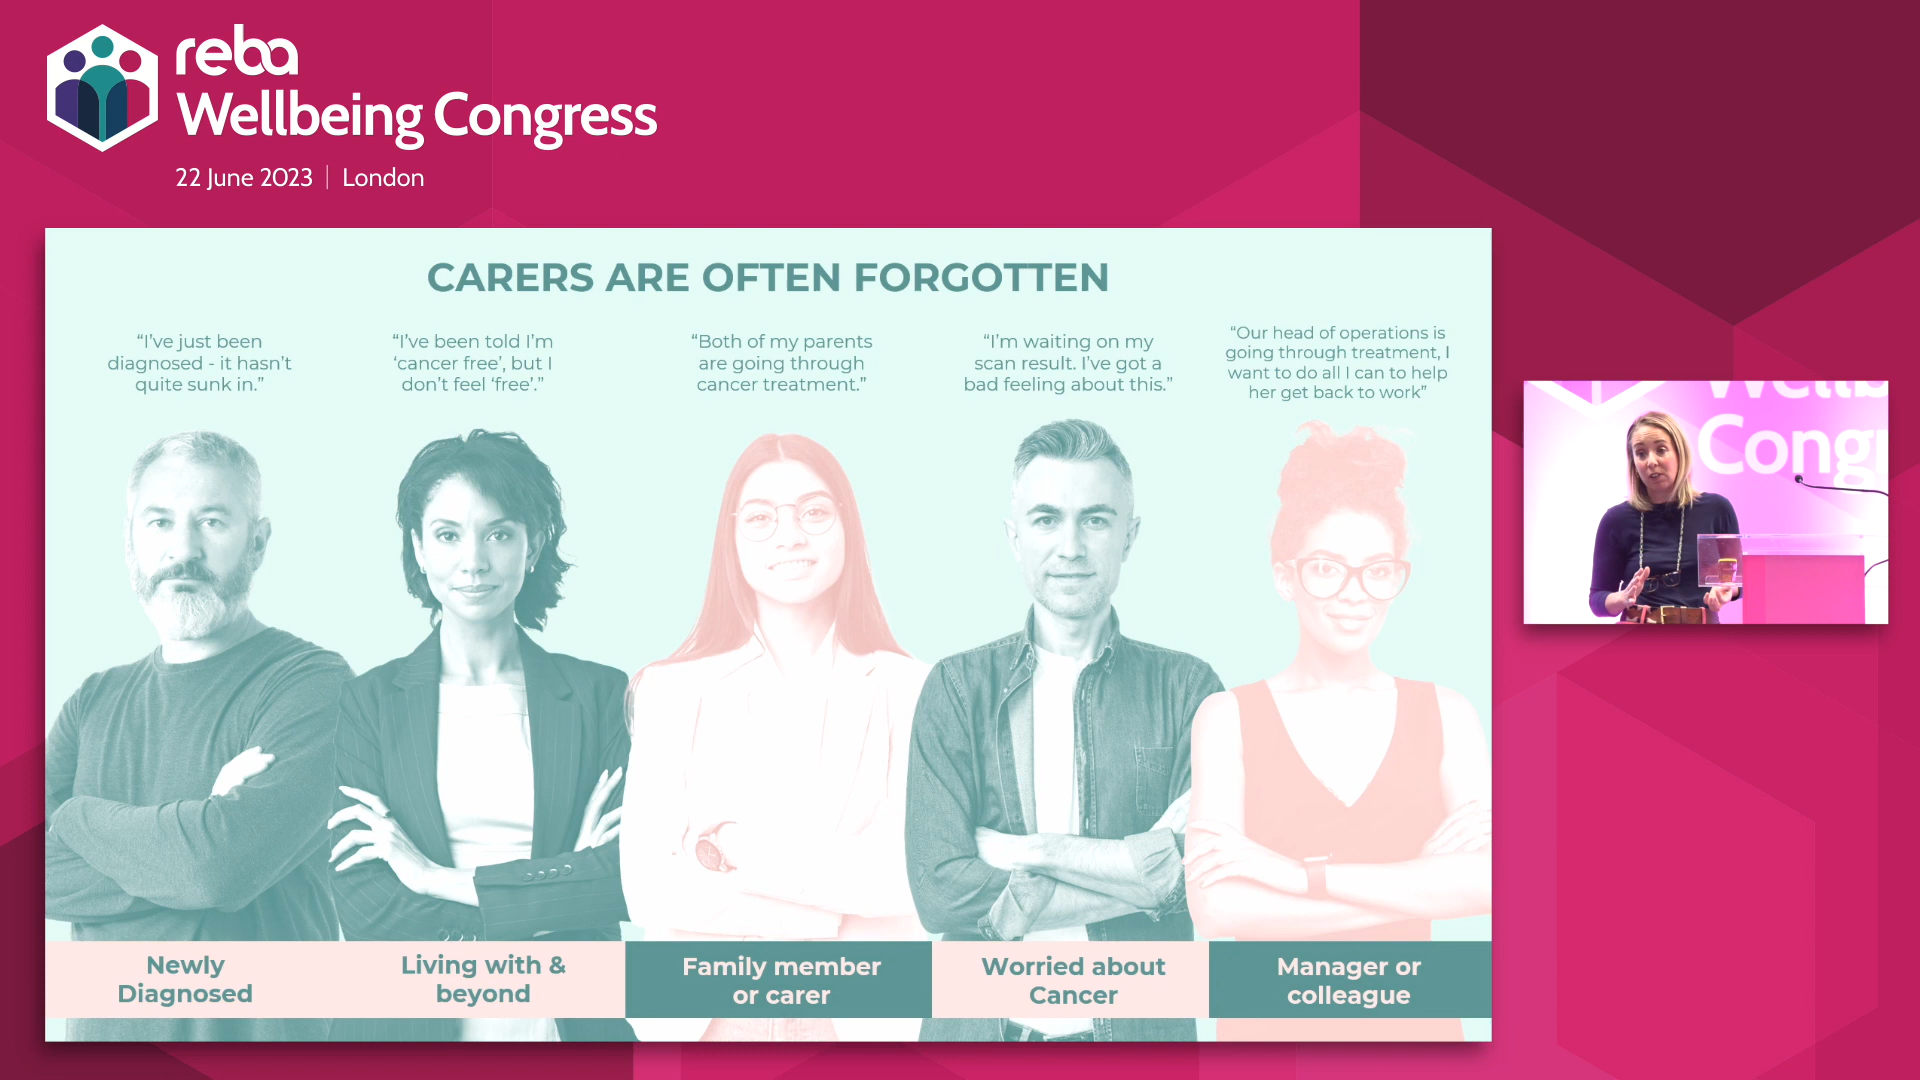 reba
Wellbeing Congress
22 June 2023 | London
CARERS ARE OFTEN FORGOTTEN
“I’ve just been
diagnosed - it hasn’t
quite sunk in.”
“I’ve been told I’m
‘cancer free’, but I
don’t feel ‘free’.”
“Both of my parents
are going through
cancer treatment.”
“I’m waiting on my
scan result. I’ve got a
bad feeling about this.”
“Our head of operations is
going through treatment, I
want to do all I can to help
her get back to work”
Newly
Diagnosed
Living with &
beyond
Family member
or carer
Worried about
Cancer
Manager or
colleague
Wellb
Cong